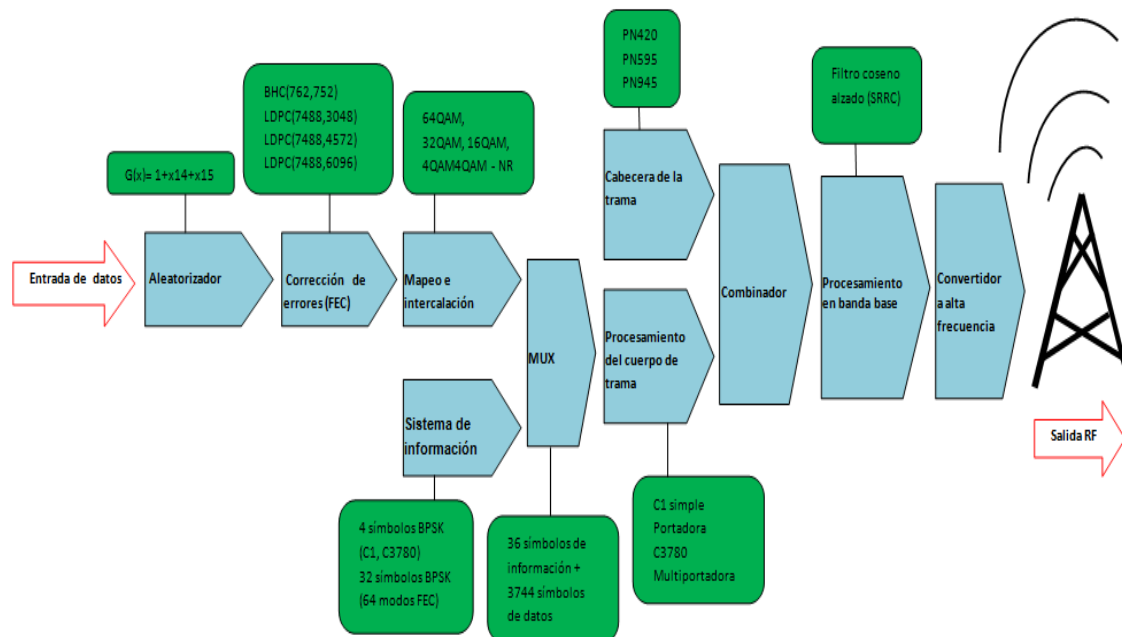 PN420
PN595
PN945
Filtro coseno
alzado (SRRC)
BHC(762,752)
LDPC(7488,3048)
LDPC(7488,4572)
LDPC(7488,6096)
64QAM,
32QAM, 16QAM,
4QAM4QAM - NR
G(x)= 1+x14+x15
Cabecera de la
trama
Entrada de datos
Aleatorizador
Corrección de
errores (FEC)
Mapeo e
intercalación
Combinador
Procesamiento
en banda base
Convertidor
a alta
frecuencia
MUX
Procesamiento
del cuerpo de
trama
Sistema de
información
Salida RF
4 símbolos BPSK
(C1, C3780)
32 símbolos BPSK
(64 modos FEC)
36 símbolos de
información +
3744 símbolos
de datos
C1 simple
Portadora
C3780
Multiportadora